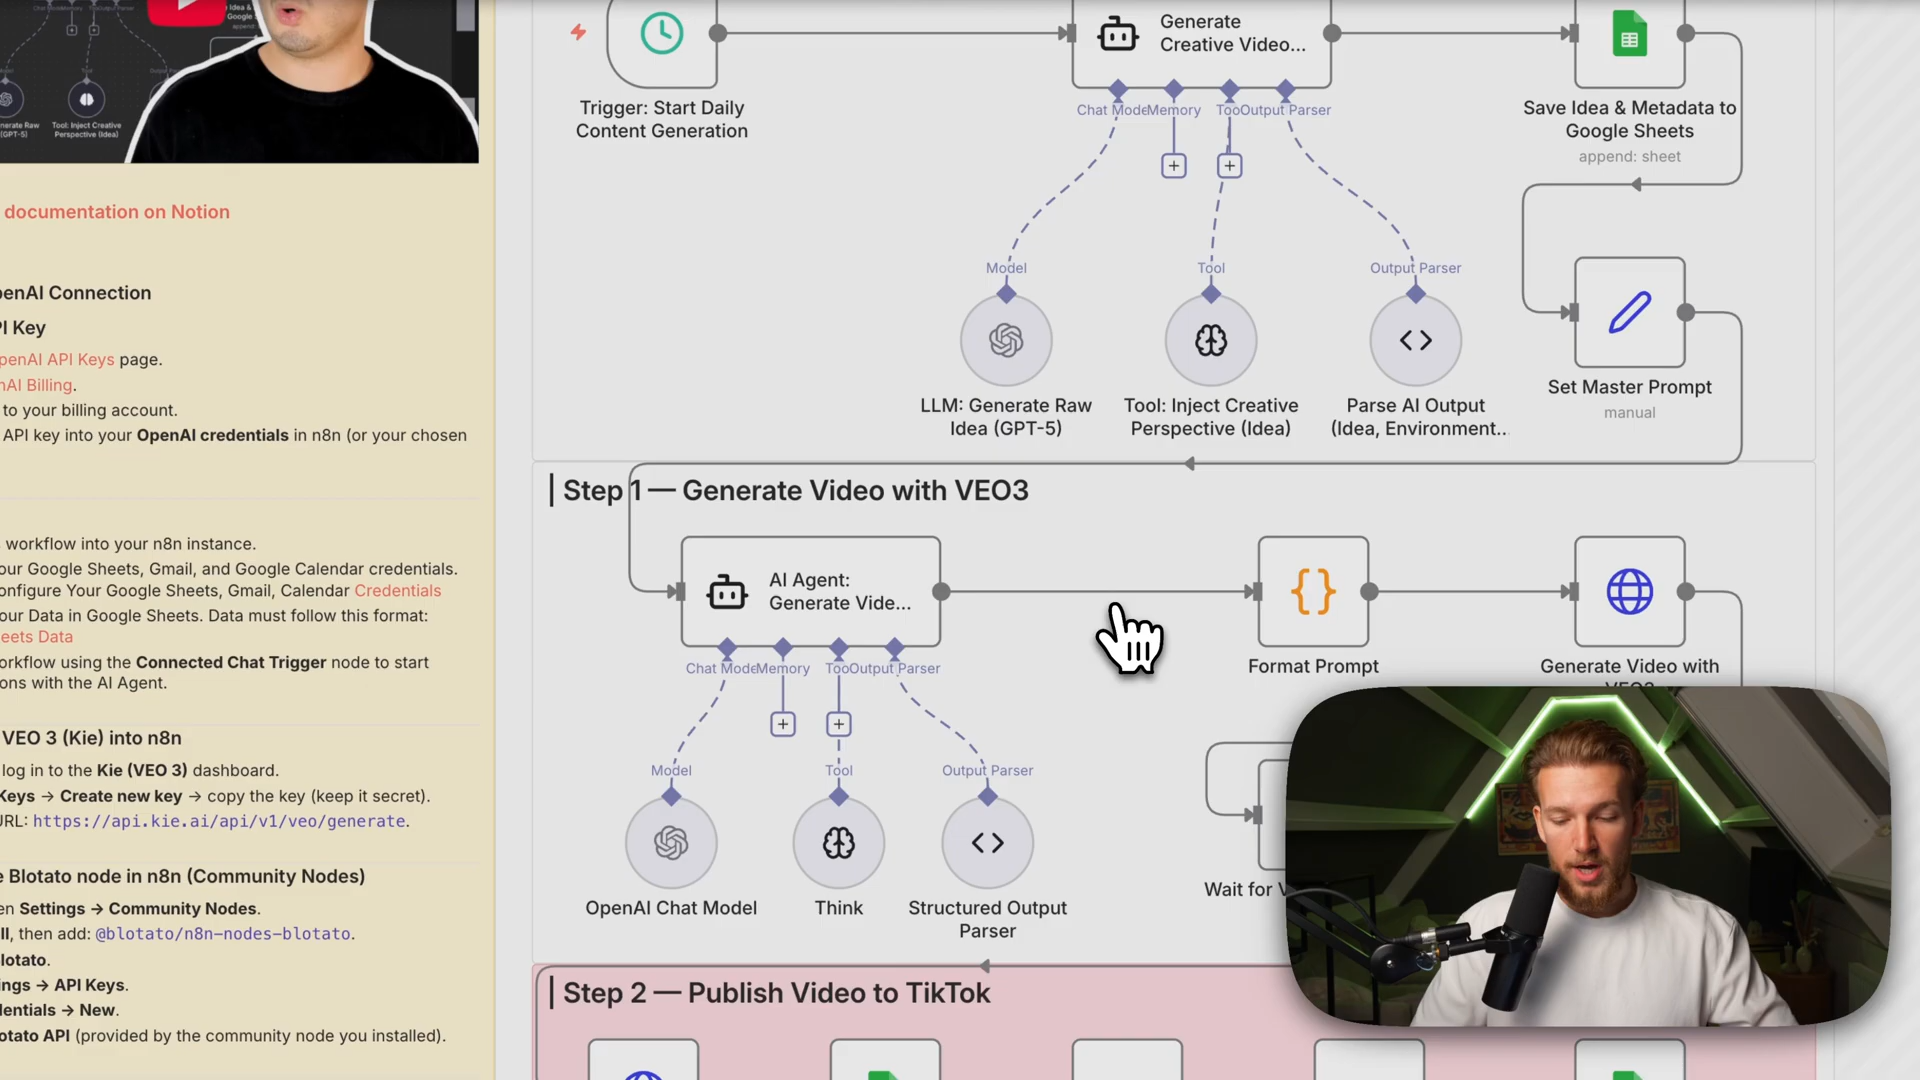 Tool: Inject Creative
Perspective (Idea)
documentation on Notion
penAI Connection
PI Key
penAI API Keys page.
nAI Billing.
to your billing account.
API key into your OpenAI credentials in n8n (or your chosen
workflow into your n8n instance.
our Google Sheets, Gmail, and Google Calendar credentials.
onfigure Your Google Sheets, Gmail, Calendar Credentials
our Data in Google Sheets. Data must follow this format:
eets Data
orkflow using the Connected Chat Trigger node to start
ons with the AI Agent.
VEO 3 (Kie) into n8n
log in to the Kie (VEO 3) dashboard.
Keys → Create new key → copy the key (keep it secret).
URL: https://api.kie.ai/api/v1/veo/generate.
e Blotato node in n8n (Community Nodes)
en Settings → Community Nodes.
ll, then add: @blotato/n8n-nodes-blotato.
lotato.
ings → API Keys.
dentials → New.
otato API (provided by the community node you installed).
Trigger: Start Daily
Content Generation
Generate
Creative Video...
Chat Mode Memory Too Output Parser
Save Idea & Metadata to
Google Sheets
append: sheet
Model
Tool
Output Parser
LLM: Generate Raw
Idea (GPT-5)
Tool: Inject Creative
Perspective (Idea)
Parse AI Output
(Idea, Environment..
Set Master Prompt
manual
Step 1 — Generate Video with VEO3
AI Agent:
Generate Vide...
Chat Mode Memory Too Output Parser
Format Prompt
Generate Video with
VEO3
Model
Tool
Output Parser
OpenAI Chat Model
Think
Structured Output
Parser
Wait for V
Step 2 — Publish Video to TikTok